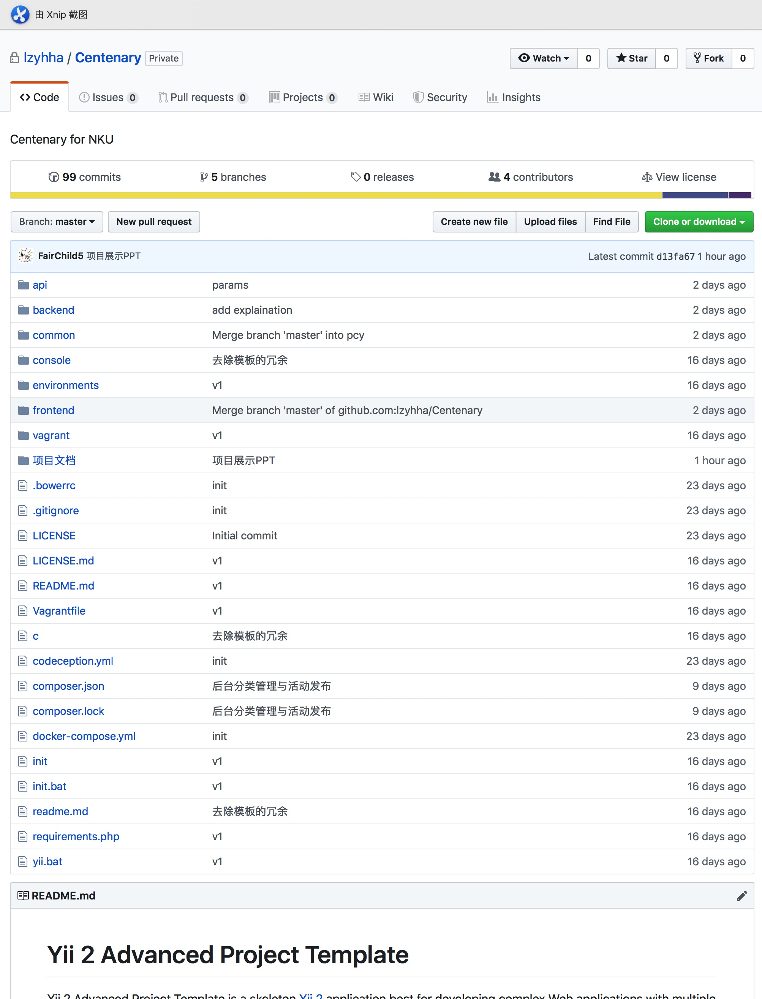 由 Xnip 截图
lzyhha / Centenary Private Watch 0 Star 0 Fork 0
Code Issues 0 Pull requests 0 Projects 0 Wiki Security Insights
Centenary for NKU
99 commits 5 branches 0 releases 4 contributors View license
Branch: master New pull request Create new file Upload files Find File Clone or download
FairChild5 项目展示PPT Latest commit d13fa67 1 hour ago
api params 2 days ago
backend add explaination 2 days ago
common Merge branch 'master' into pcy 2 days ago
console 去除模板的冗余 16 days ago
environments v1 16 days ago
frontend Merge branch 'master' of github.com:lzyhha/Centenary 2 days ago
vagrant v1 16 days ago
项目文档 项目展示PPT 1 hour ago
.bowerrc init 23 days ago
.gitignore init 23 days ago
LICENSE Initial commit 23 days ago
LICENSE.md v1 16 days ago
README.md v1 16 days ago
Vagrantfile v1 16 days ago
c 去除模板的冗余 16 days ago
codeception.yml init 23 days ago
composer.json 后台分类管理与活动发布 9 days ago
composer.lock 后台分类管理与活动发布 9 days ago
docker-compose.yml init 23 days ago
init v1 16 days ago
init.bat v1 16 days ago
readme.md 去除模板的冗余 16 days ago
requirements.php v1 16 days ago
yii.bat v1 16 days ago
README.md
Yii 2 Advanced Project Template
Yii 2 Advanced Project Template is a skeleton Yii 2 application best for developing complex Web applications with multiple